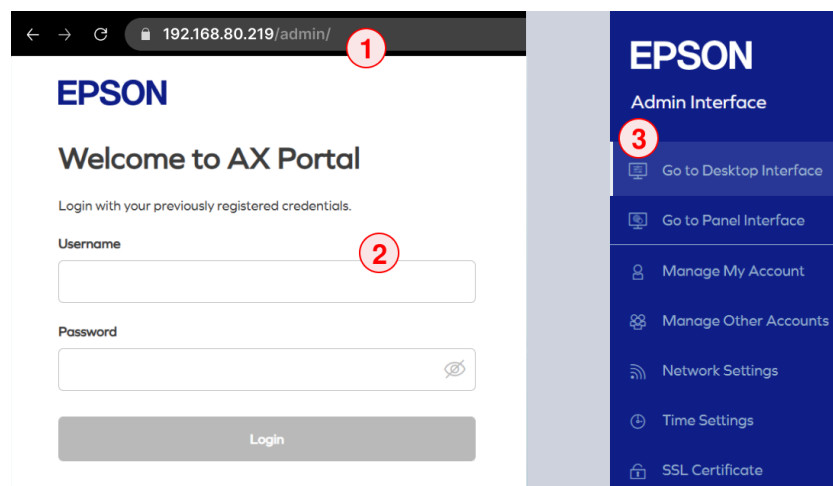 192.168.80.219/admin/
1
EPSON
Welcome to AX Portal
Login with your previously registered credentials.
Username
2
Password
Login
EPSON
Admin Interface
3
Go to Desktop Interface
Go to Panel Interface
Manage My Account
Manage Other Accounts
Network Settings
Time Settings
SSL Certificate